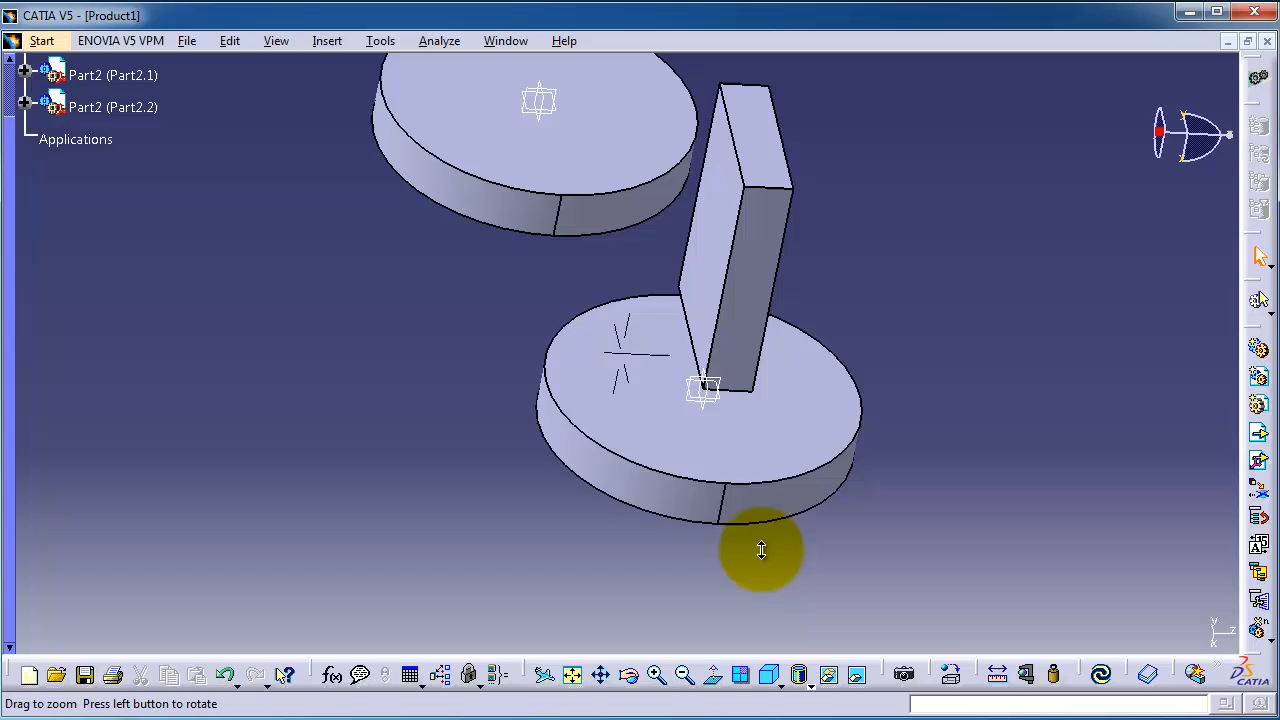 CATIA V5 - [Product1]
Start ENOVIA V5 VPM File Edit View Insert Tools Analyze Window Help
Part2 (Part2.1)
Part2 (Part2.2)
Applications
y
z
x
f(x)
CATIA
Drag to zoom Press left button to rotate